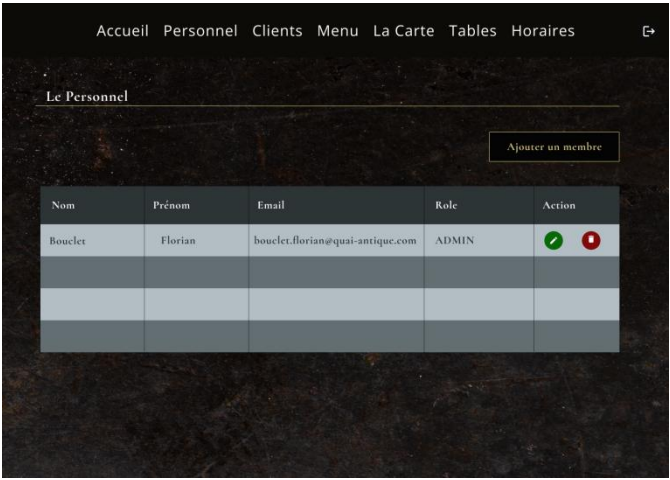 Accueil Personnel Clients Menu La Carte Tables Horaires
Le Personnel
Ajouter un membre
Nom Prénom Email Role Action
Bouclet Florian bouclet.florian@quai-antique.com ADMIN